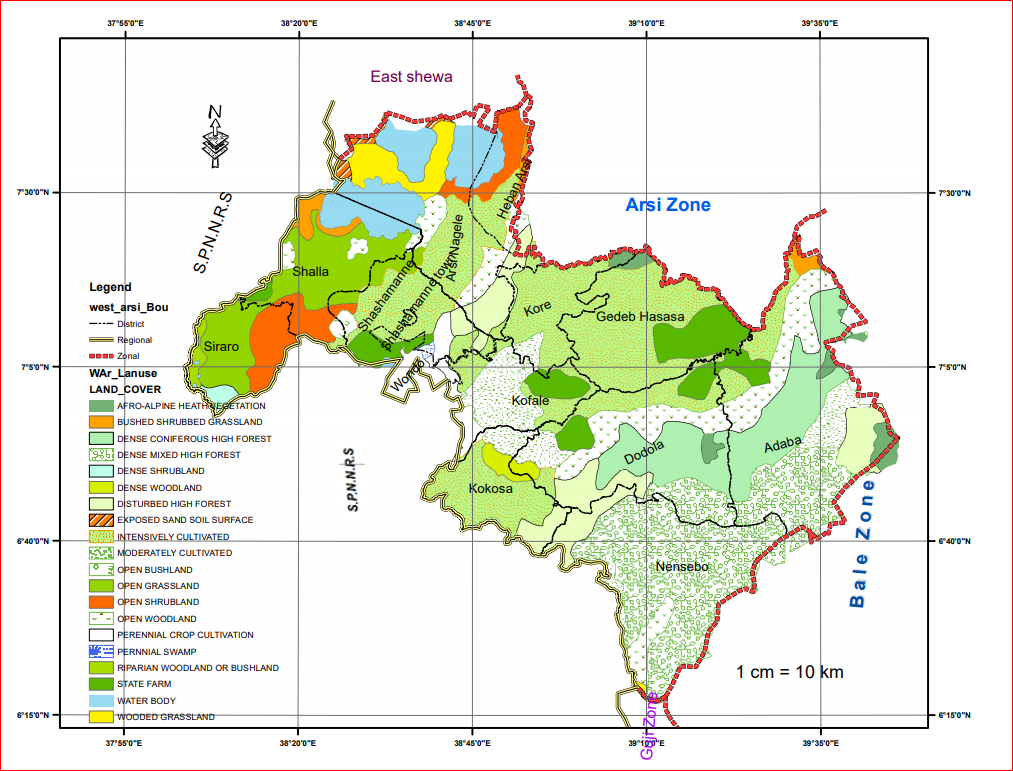 37°55'0"E 38°20'0"E 38°45'0"E 39°10'0"E 39°35'0"E
East shewa
N
7°30'0"N 7°30'0"N
Heban Arsi
Arsi Zone
S.P.N.N.R.S
Arsi Nagele
Shalla
Shashamanne
Shashamanne town
Kore
Gedeb Hasasa
Siraro
7°5'0"N 7°5'0"N
Wondo
Kofale
Dodola
Adaba
S.P.N.N.R.S
Kokosa
Bale Zone
6°40'0"N 6°40'0"N
Nensebo
1 cm = 10 km
Guji Zone
6°15'0"N 6°15'0"N
Legend
west_arsi_Bou
District
Regional
Zonal
WAr_Lanuse
LAND_COVER
AFRO-ALPINE HEATH VEGETATION
BUSHED SHRUBBED GRASSLAND
DENSE CONIFEROUS HIGH FOREST
DENSE MIXED HIGH FOREST
DENSE SHRUBLAND
DENSE WOODLAND
DISTURBED HIGH FOREST
EXPOSED SAND SOIL SURFACE
INTENSIVELY CULTIVATED
MODERATELY CULTIVATED
OPEN BUSHLAND
OPEN GRASSLAND
OPEN SHRUBLAND
OPEN WOODLAND
PERENNIAL CROP CULTIVATION
PERNNIAL SWAMP
RIPARIAN WOODLAND OR BUSHLAND
STATE FARM
WATER BODY
WOODED GRASSLAND
37°55'0"E 38°20'0"E 38°45'0"E 39°10'0"E 39°35'0"E